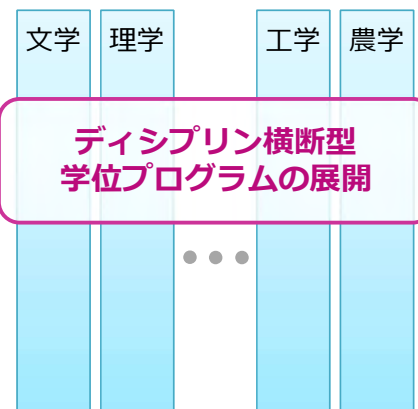 文学 理学 工学 農学
ディシプリン横断型
学位プログラムの展開